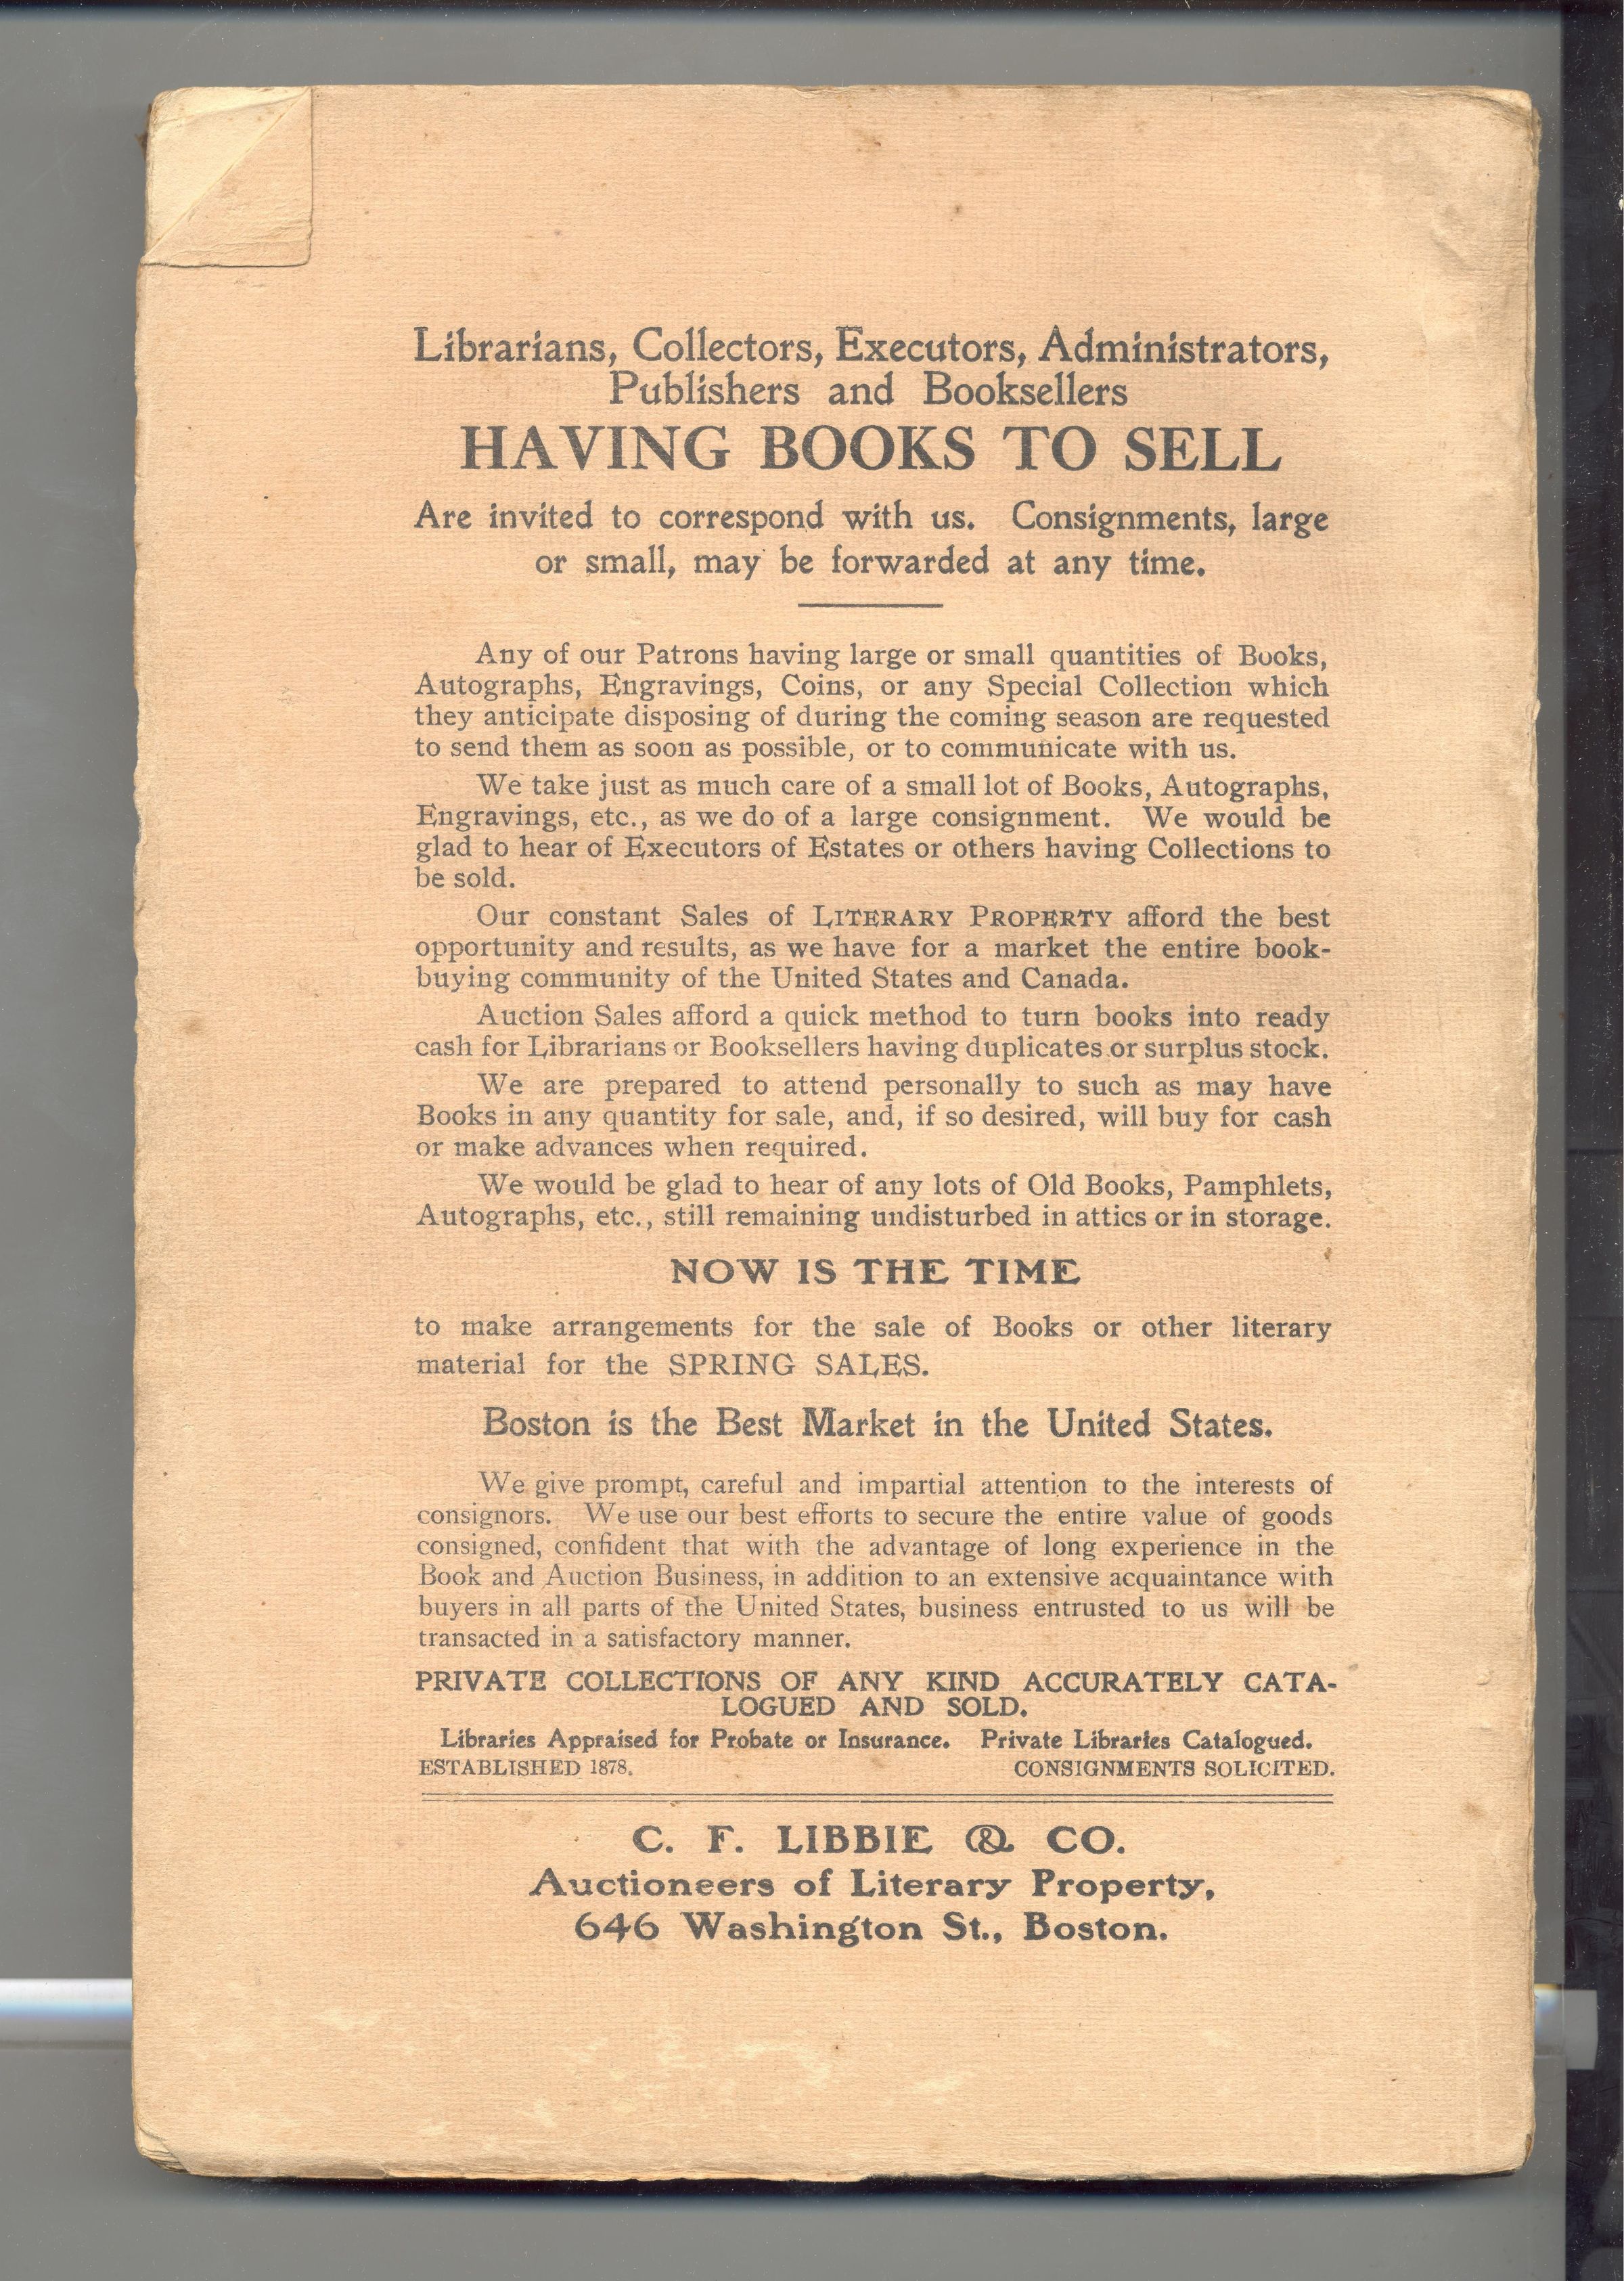 Librarians, Collectors, Executors, Administrators,
Publishers and Booksellers
HAVING BOOKS TO SELL
Are invited to correspond with us. Consignments, large
or small, may be forwarded at any time.
Any of our Patrons having large or small quantities of Books,
Autographs, Engravings, Coins, or any Special Collection which
they anticipate disposing of during the coming season are requested
to send them as soon as possible, or to communicate with us.
We take just as much care of a small lot of Books, Autographs,
Engravings, etc., as we do of a large consignment. We would be
glad to hear of Executors of Estates or others having Collections to
be sold.
Our constant Sales of LITERARY PROPERTY afford the best
opportunity and results, as we have for a market the entire book-
buying community of the United States and Canada.
Auction Sales afford a quick method to turn books into ready
cash for Librarians or Booksellers having duplicates or surplus stock.
We are prepared to attend personally to such as may have
Books in any quantity for sale, and, if so desired, will buy for cash
or make advances when required.
We would be glad to hear of any lots of Old Books, Pamphlets,
Autographs, etc., still remaining undisturbed in attics or in storage.
NOW IS THE TIME
to make arrangements for the sale of Books or other literary
material for the SPRING SALES.
Boston is the Best Market in the United States.
We give prompt, careful and impartial attention to the interests of
consignors. We use our best efforts to secure the entire value of goods
consigned, confident that with the advantage of long experience in the
Book and Auction Business, in addition to an extensive acquaintance with
buyers in all parts of the United States, business entrusted to us will be
transacted in a satisfactory manner.
PRIVATE COLLECTIONS OF ANY KIND ACCURATELY CATA-
LOGUED AND SOLD.
Libraries Appraised for Probate or Insurance. Private Libraries Catalogued.
ESTABLISHED 1878. CONSIGNMENTS SOLICITED.
C. F. LIBBIE & CO.
Auctioneers of Literary Property,
646 Washington St., Boston.